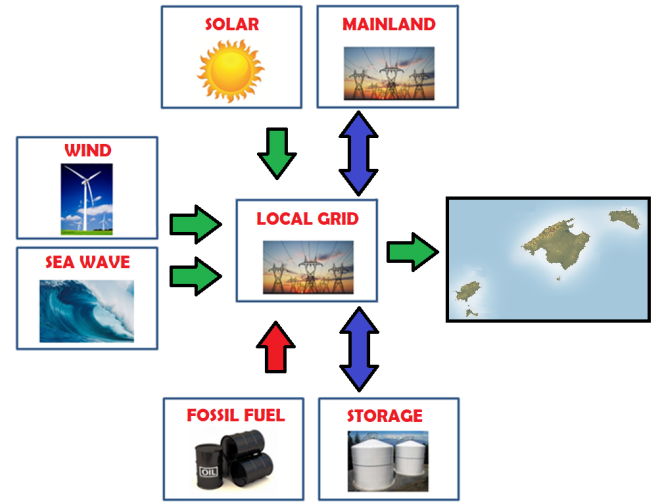 SOLAR
MAINLAND
WIND
SEA WAVE
LOCAL GRID
FOSSIL FUEL
OIL
STORAGE